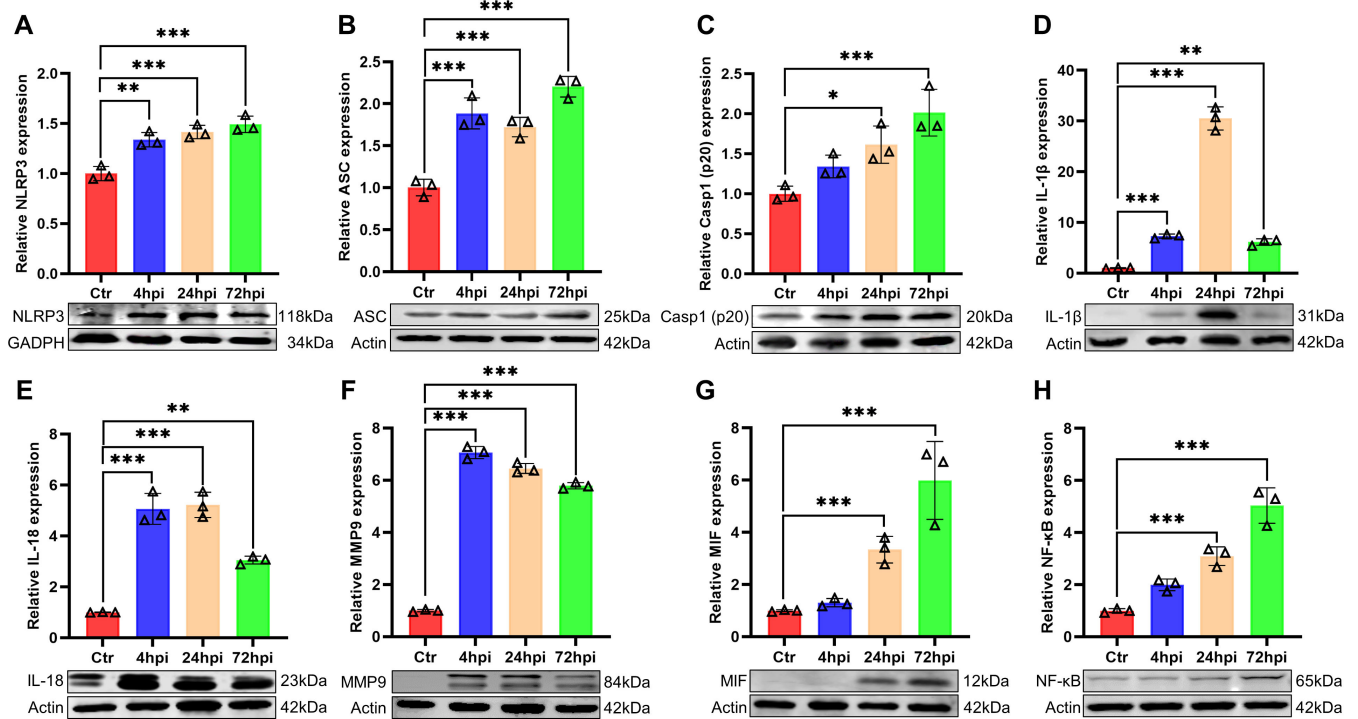 A
Relative NLRP3 expression
2.0
1.5
1.0
0.5
0.0
**
***
***
Ctr 4hpi 24hpi 72hpi
NLRP3 118kDa
GADPH 34kDa
B
Relative ASC expression
2.5
2.0
1.5
1.0
0.5
0.0
***
***
***
Ctr 4hpi 24hpi 72hpi
ASC 25kDa
Actin 42kDa
C
Relative Casp1 (p20) expression
2.5
2.0
1.5
1.0
0.5
0.0
***
*
Ctr 4hpi 24hpi 72hpi
Casp1 (p20) 20kDa
Actin 42kDa
D
Relative IL-1β expression
40
30
20
10
0
**
***
***
Ctr 4hpi 24hpi 72hpi
IL-1β 31kDa
Actin 42kDa
E
Relative IL-18 expression
8
6
4
2
0
**
***
***
Ctr 4hpi 24hpi 72hpi
IL-18 23kDa
Actin 42kDa
F
Relative MMP9 expression
8
6
4
2
0
***
***
***
Ctr 4hpi 24hpi 72hpi
MMP9 84kDa
Actin 42kDa
G
Relative MIF expression
8
6
4
2
0
***
***
Ctr 4hpi 24hpi 72hpi
MIF 12kDa
Actin 42kDa
H
Relative NF-κB expression
8
6
4
2
0
***
***
Ctr 4hpi 24hpi 72hpi
NF-κB 65kDa
Actin 42kDa